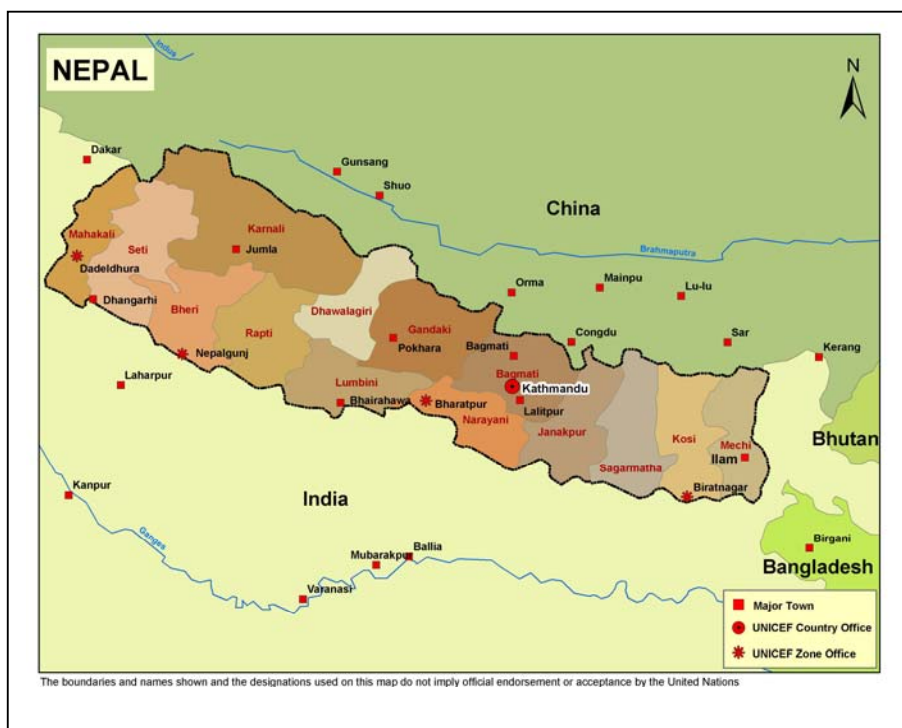 Indus
NEPAL
N
Dakar
Gunsang
Shuo
China
Mahakali
Karnali
Seti
Jumla
Brahmaputra
Dadeldhura
Orma
Mainpu
Lu-lu
Dhangarhi
Bheri
Dhawalagiri
Rapti
Gandaki
Pokhara
Congdu
Sar
Kerang
Nepalgunj
Bagmati
Bagmati
Laharpur
Lumbini
Kathmandu
Bhairahawa
Bharatpur
Lalitpur
Narayani
Janakpur
Kosi
Mechi
Bhutan
Ilam
Sagarmatha
Kanpur
India
Biratnagar
Ganges
Birgani
Mubarakpur
Ballia
Bangladesh
Varanasi
Major Town
UNICEF Country Office
UNICEF Zone Office
The boundaries and names shown and the designations used on this map do not imply official endorsement or acceptance by the United Nations